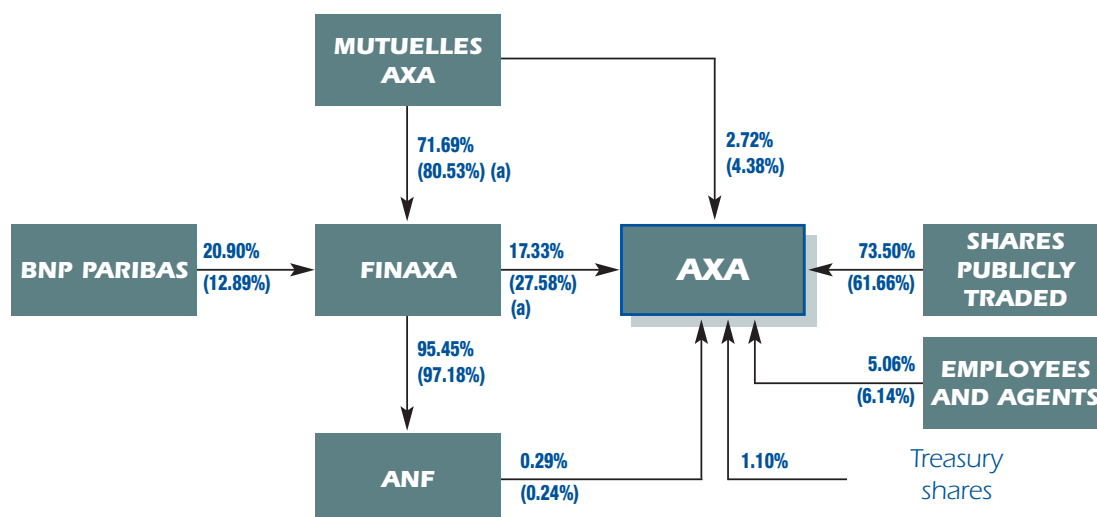 MUTUELLES
AXA
71.69%
(80.53%) (a)
2.72%
(4.38%)
BNP PARIBAS
20.90%
(12.89%)
FINAXA
17.33%
(27.58%)
(a)
AXA
73.50%
(61.66%)
SHARES
PUBLICLY
TRADED
95.45%
(97.18%)
5.06%
(6.14%)
EMPLOYEES
AND AGENTS
ANF
0.29%
(0.24%)
1.10%
Treasury
shares